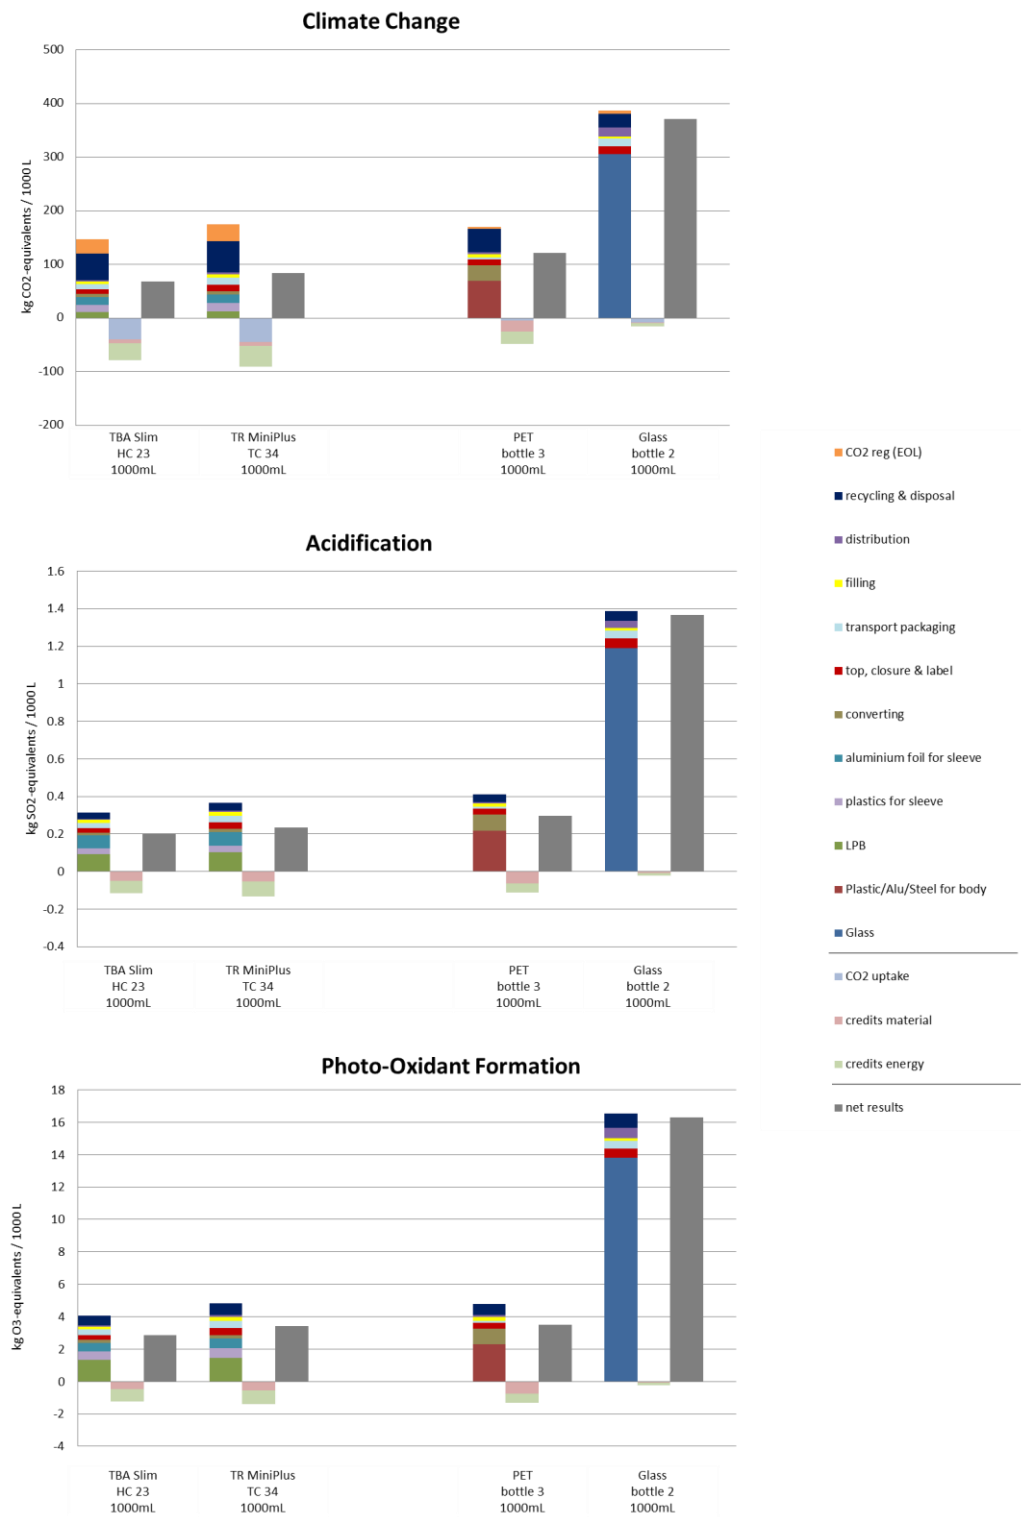 Climate Change
kg CO2-equivalents / 1000 L
500
400
300
200
100
0
-100
-200
TBA Slim
HC 23
1000mL
TR MiniPlus
TC 34
1000mL
PET
bottle 3
1000mL
Glass
bottle 2
1000mL
Acidification
kg SO2-equivalents / 1000 L
1.6
1.4
1.2
1
0.8
0.6
0.4
0.2
0
-0.2
-0.4
TBA Slim
HC 23
1000mL
TR MiniPlus
TC 34
1000mL
PET
bottle 3
1000mL
Glass
bottle 2
1000mL
Photo-Oxidant Formation
kg O3-equivalents / 1000 L
18
16
14
12
10
8
6
4
2
0
-2
-4
TBA Slim
HC 23
1000mL
TR MiniPlus
TC 34
1000mL
PET
bottle 3
1000mL
Glass
bottle 2
1000mL
CO2 reg (EOL)
recycling & disposal
distribution
filling
transport packaging
top, closure & label
converting
aluminium foil for sleeve
plastics for sleeve
LPB
Plastic/Alu/Steel for body
Glass
CO2 uptake
credits material
credits energy
net results